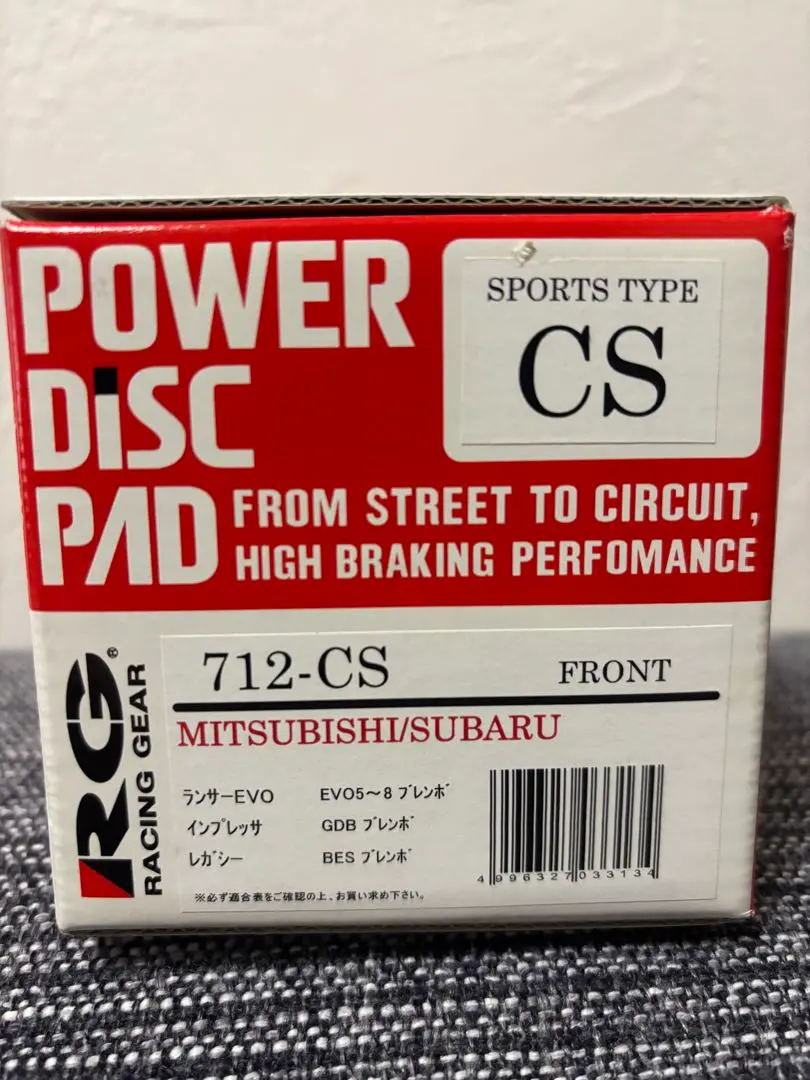 POWER
DiSC
PAD
SPORTS TYPE
CS
FROM STREET TO CIRCUIT,
HIGH BRAKING PERFOMANCE
RG®
RACING GEAR
712-CS FRONT
MITSUBISHI/SUBARU
ランサーEVO EVO5～8 ブレンボ
インプレッサ GDB ブレンボ
レガシー BES ブレンボ
4996327033134
※必ず適合表をご確認の上、お買い求め下さい。